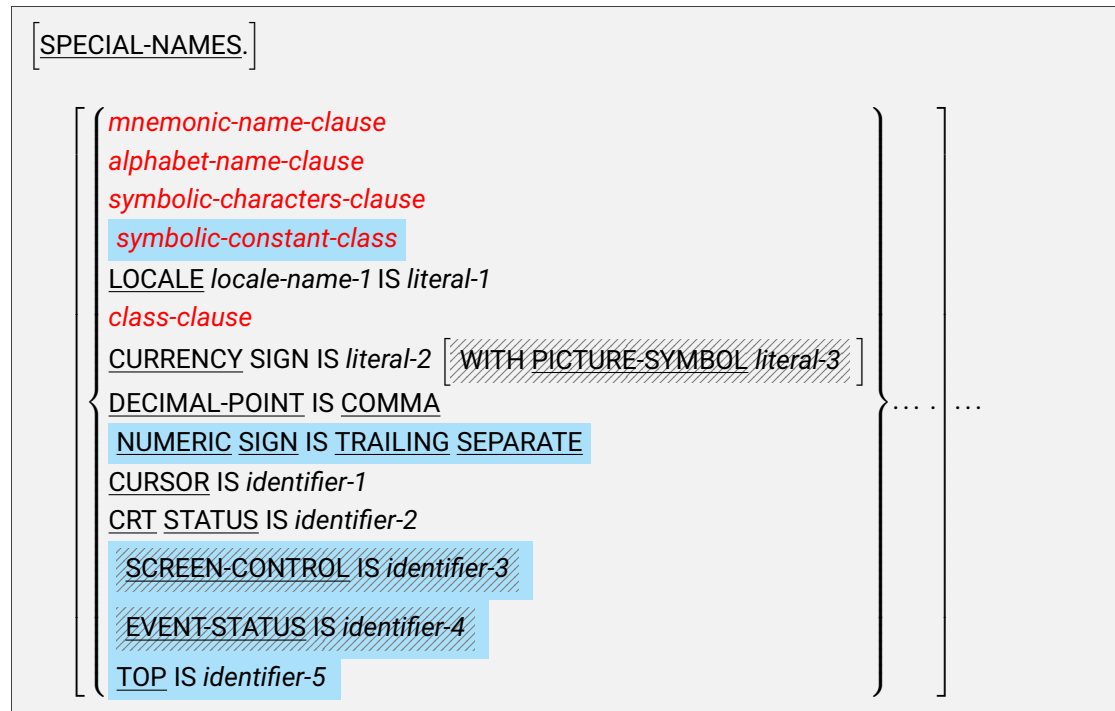 [SPECIAL-NAMES.]
mnemonic-name-clause
alphabet-name-clause
symbolic-characters-clause
symbolic-constant-class
LOCALE locale-name-1 IS literal-1
class-clause
CURRENCY SIGN IS literal-2 [WITH PICTURE-SYMBOL literal-3]
DECIMAL-POINT IS COMMA
NUMERIC SIGN IS TRAILING SEPARATE
CURSOR IS identifier-1
CRT STATUS IS identifier-2
SCREEN-CONTROL IS identifier-3
EVENT-STATUS IS identifier-4
TOP IS identifier-5
... . ...